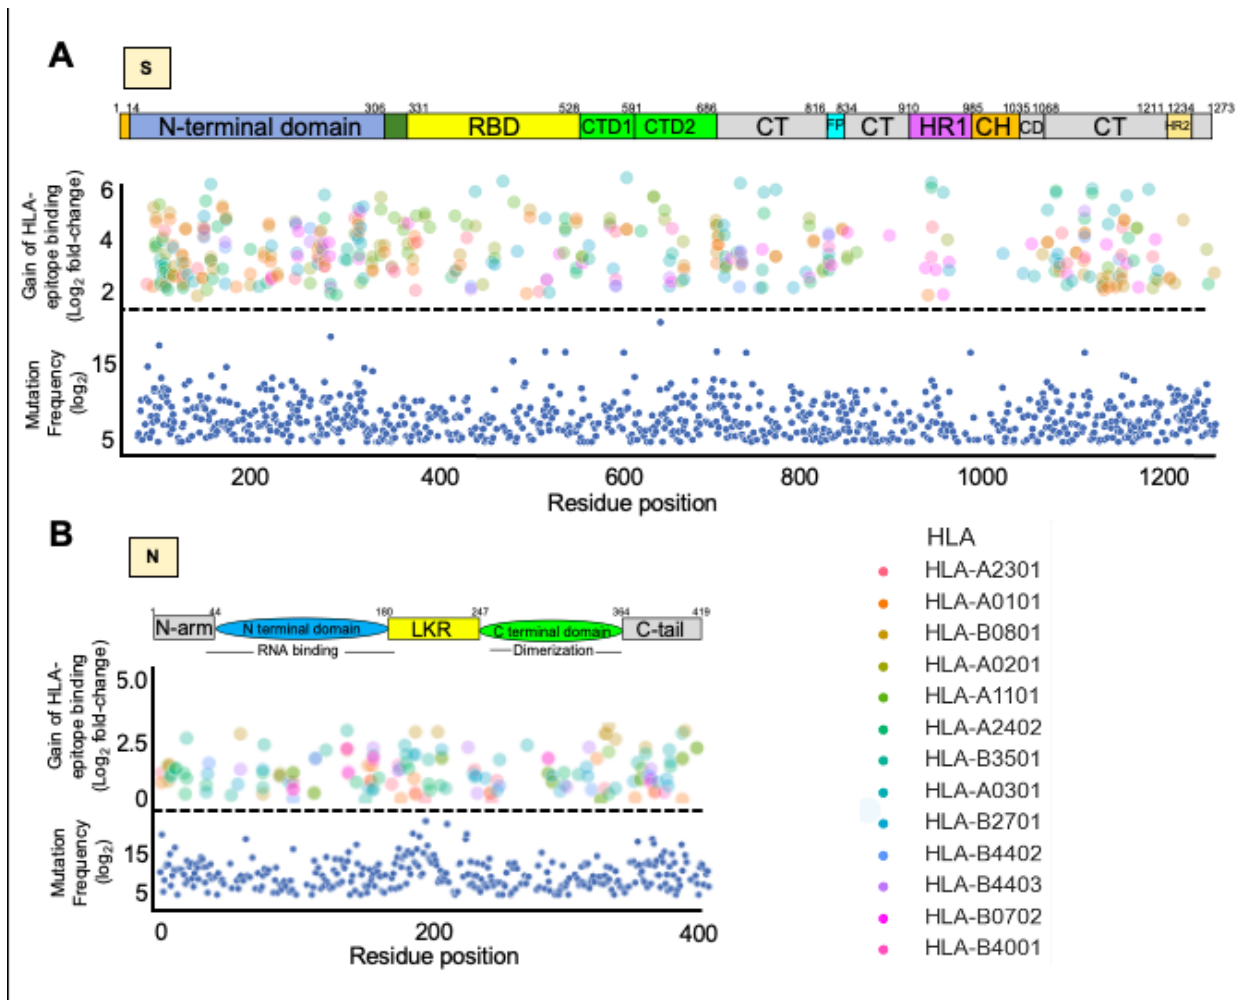 A
S
1 14 306 331 528 591 686 816 834 910 985 1035 1068 1211 1234 1273
N-terminal domain RBD CTD1 CTD2 CT FP CT HR1 CH CD CT HR2
Gain of HLA-
epitope binding
(Log2 fold-change)
6
4
2
Mutation
Frequency
(log2)
15
5
200 400 600 800 1000 1200
Residue position
B
N
1 44 180 247 364 419
N-arm N terminal domain LKR C terminal domain C-tail
RNA binding Dimerization
Gain of HLA-
epitope binding
(Log2 fold-change)
5.0
2.5
0
Mutation
Frequency
(log2)
15
5
0 200 400
Residue position
HLA
HLA-A2301
HLA-A0101
HLA-B0801
HLA-A0201
HLA-A1101
HLA-A2402
HLA-B3501
HLA-A0301
HLA-B2701
HLA-B4402
HLA-B4403
HLA-B0702
HLA-B4001